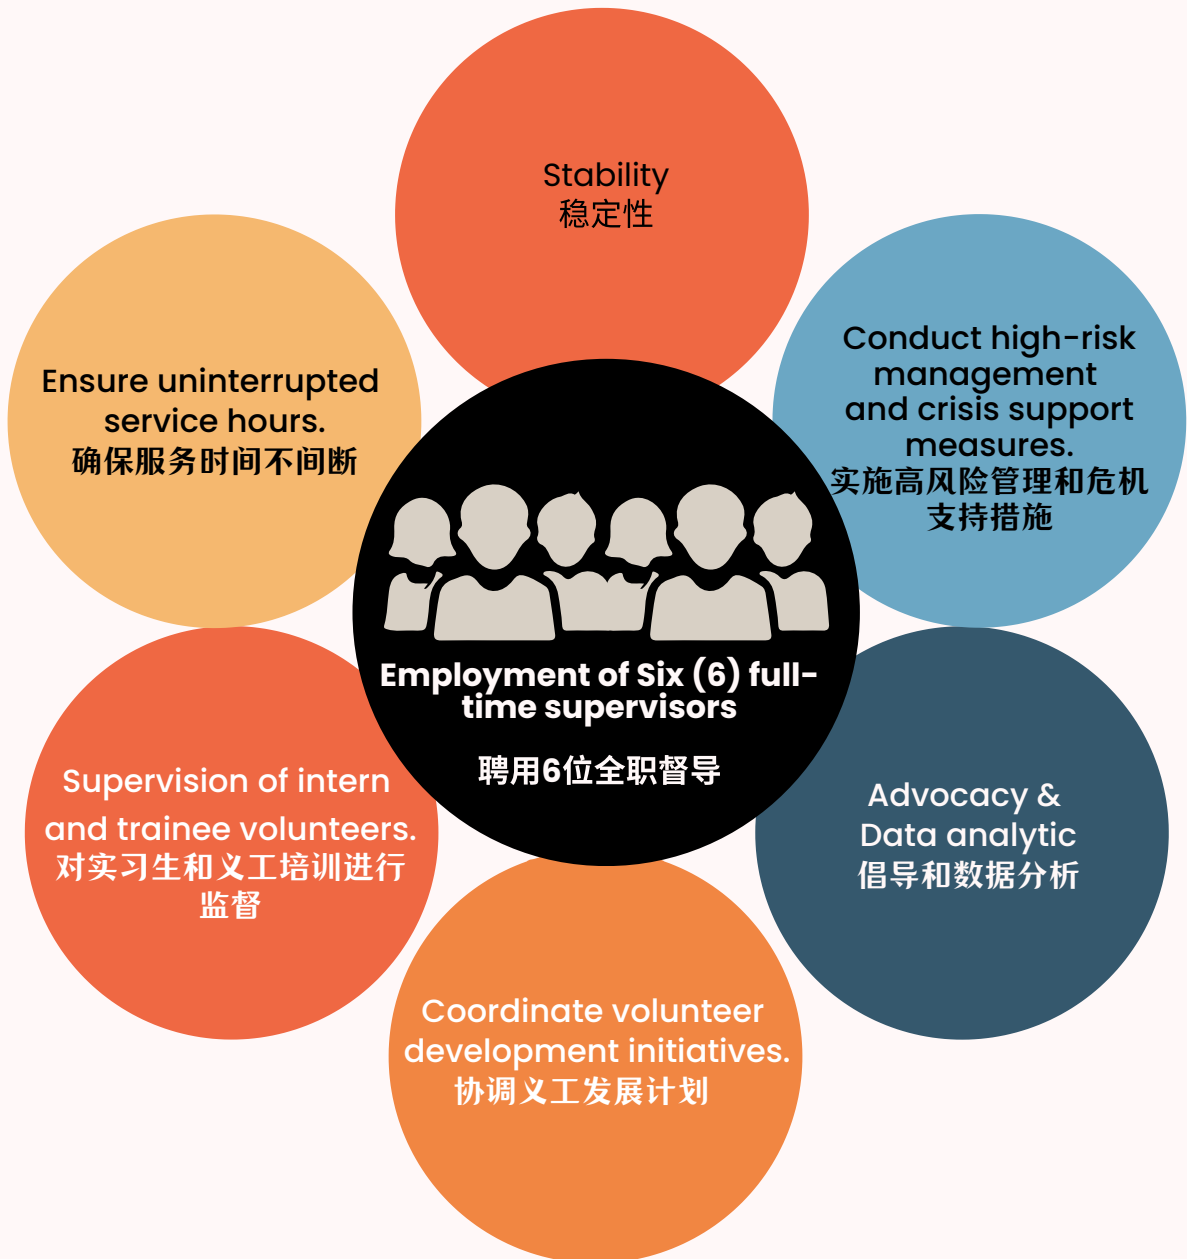 Stability
稳定性
Ensure uninterrupted
service hours.
确保服务时间不间断
Conduct high-risk
management
and crisis support
measures.
实施高风险管理和危机
支持措施
Employment of Six (6) full-
time supervisors
聘用6位全职督导
Supervision of intern
and trainee volunteers.
对实习生和义工培训进行
监督
Advocacy &
Data analytic
倡导和数据分析
Coordinate volunteer
development initiatives.
协调义工发展计划